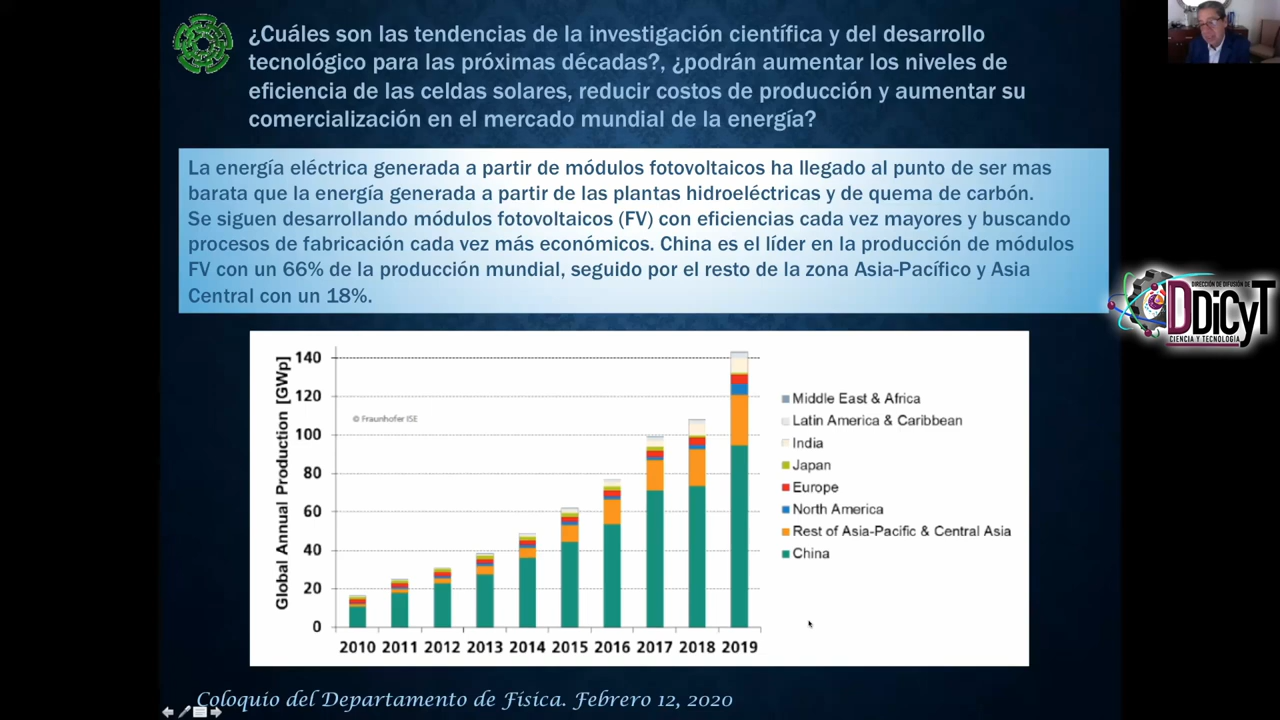 ¿Cuáles son las tendencias de la investigación científica y del desarrollo
tecnológico para las próximas décadas?, ¿podrán aumentar los niveles de
eficiencia de las celdas solares, reducir costos de producción y aumentar su
comercialización en el mercado mundial de la energía?
La energía eléctrica generada a partir de módulos fotovoltaicos ha llegado al punto de ser mas
barata que la energía generada a partir de las plantas hidroeléctricas y de quema de carbón.
Se siguen desarrollando módulos fotovoltaicos (FV) con eficiencias cada vez mayores y buscando
procesos de fabricación cada vez más económicos. China es el líder en la producción de módulos
FV con un 66% de la producción mundial, seguido por el resto de la zona Asia-Pacífico y Asia
Central con un 18%.
DIRECCIÓN DE DIFUSIÓN DE
DDiCyT
CIENCIA Y TECNOLOGÍA
Global Annual Production [GWp]
140
120
100
80
60
40
20
0
© Fraunhofer ISE
2010 2011 2012 2013 2014 2015 2016 2017 2018 2019
Middle East & Africa
Latin America & Caribbean
India
Japan
Europe
North America
Rest of Asia-Pacific & Central Asia
China
Coloquio del Departamento de Física. Febrero 12, 2020